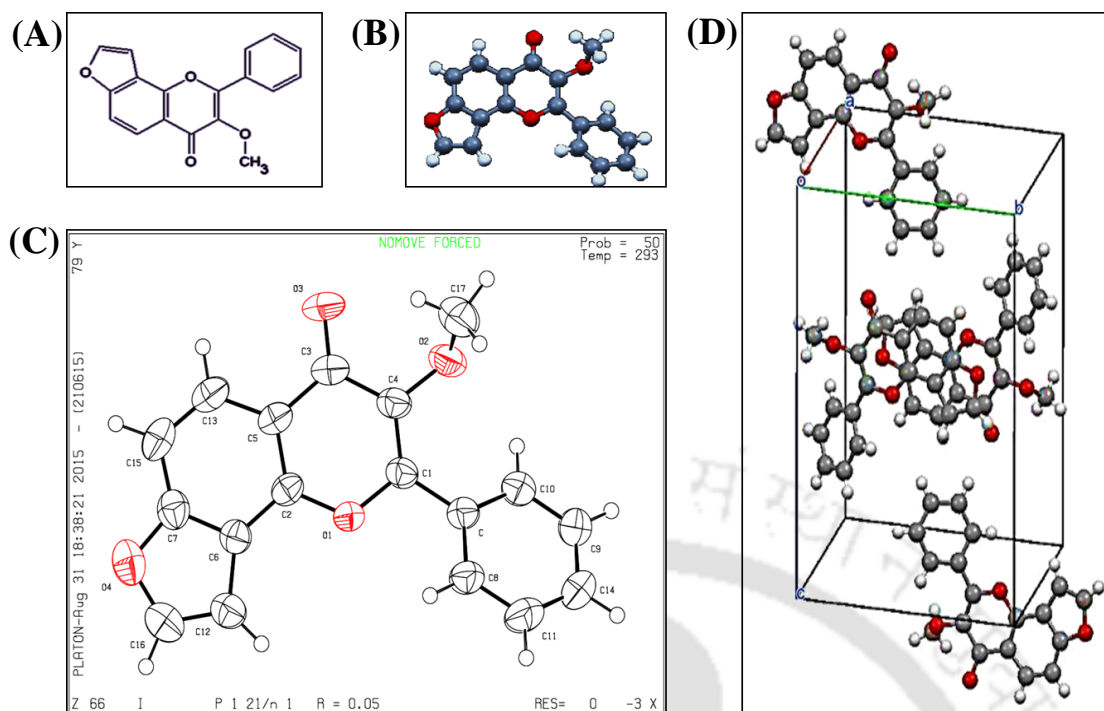 (A)
O
O
O
O
CH3
(B)
(C)
NOMOVE FORCED
Prob = 50
Temp = 293
79 Y
PLATON-Aug 31 18:38:21 2015 - (210615)
O3
C17
C3
O2
C4
C13
C5
C15
C1
C10
C2
C
C7
C6
O1
C9
O4
C8
C14
C12
C11
C16
Z 66 I P 1 21/n 1 R = 0.05 RES= 0 -3 X
(D)
a
o
b
c